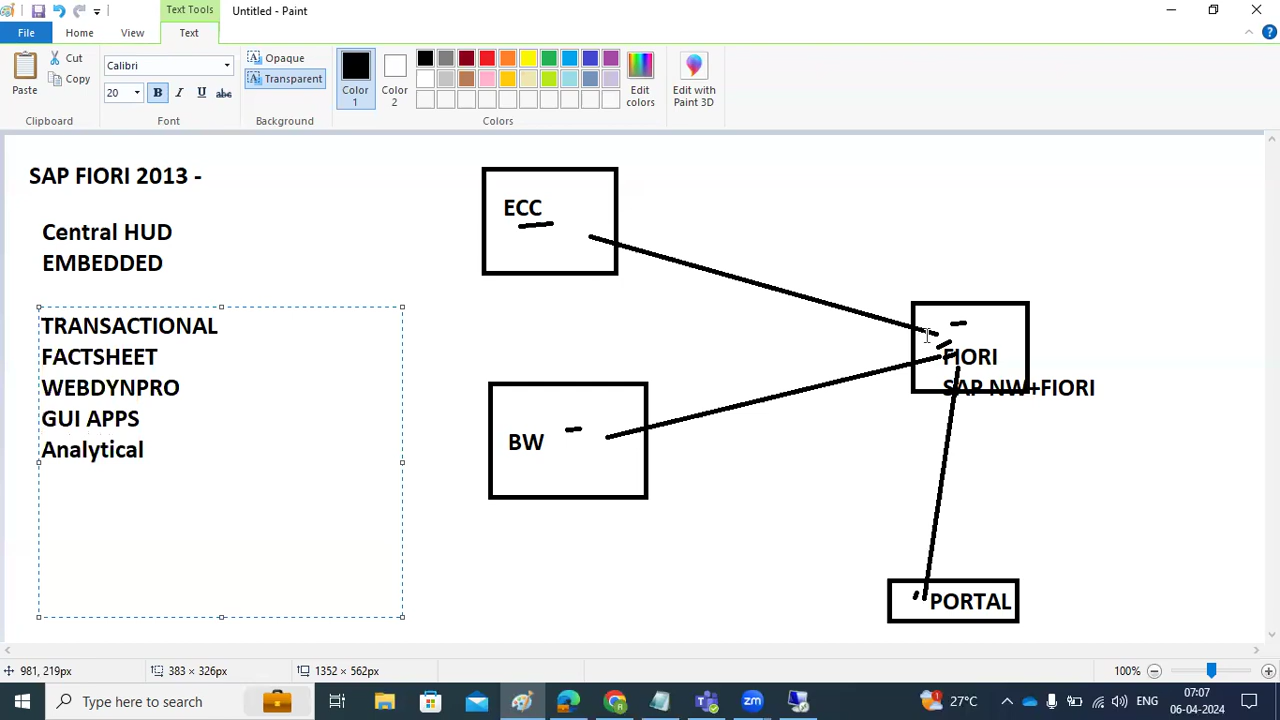 Untitled - Paint
Text Tools
File
Home
View
Text
Paste
Cut
Copy
Clipboard
Calibri
20
B
I
U
abc
Font
Opaque
Transparent
Background
Color
1
Color
2
Edit
colors
Edit with
Paint 3D
Colors
SAP FIORI 2013 -
Central HUD
EMBEDDED
TRANSACTIONAL
FACTSHEET
WEBDYNPRO
GUI APPS
Analytical
ECC
BW
FIORI
SAP NW+FIORI
PORTAL
981, 219px
383 × 326px
1352 × 562px
100%
Type here to search
zm
27°C
ENG
07:07
06-04-2024